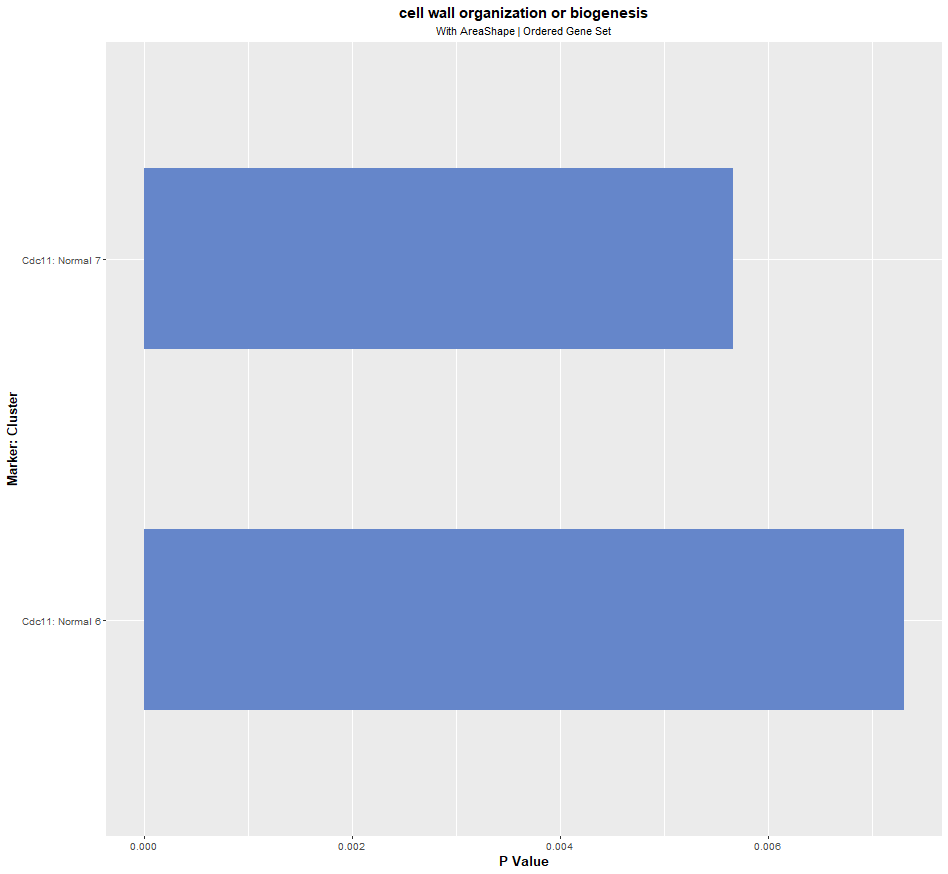 cell wall organization or biogenesis
With AreaShape | Ordered Gene Set
Marker: Cluster
Cdc11: Normal 7
Cdc11: Normal 6
0.000
0.002
0.004
0.006
P Value